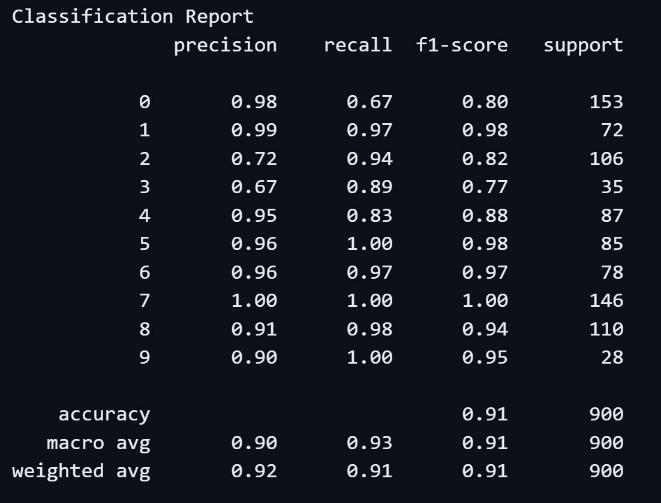 Classification Report
precision recall f1-score support
0 0.98 0.67 0.80 153
1 0.99 0.97 0.98 72
2 0.72 0.94 0.82 106
3 0.67 0.89 0.77 35
4 0.95 0.83 0.88 87
5 0.96 1.00 0.98 85
6 0.96 0.97 0.97 78
7 1.00 1.00 1.00 146
8 0.91 0.98 0.94 110
9 0.90 1.00 0.95 28
accuracy 0.91 900
macro avg 0.90 0.93 0.91 900
weighted avg 0.92 0.91 0.91 900